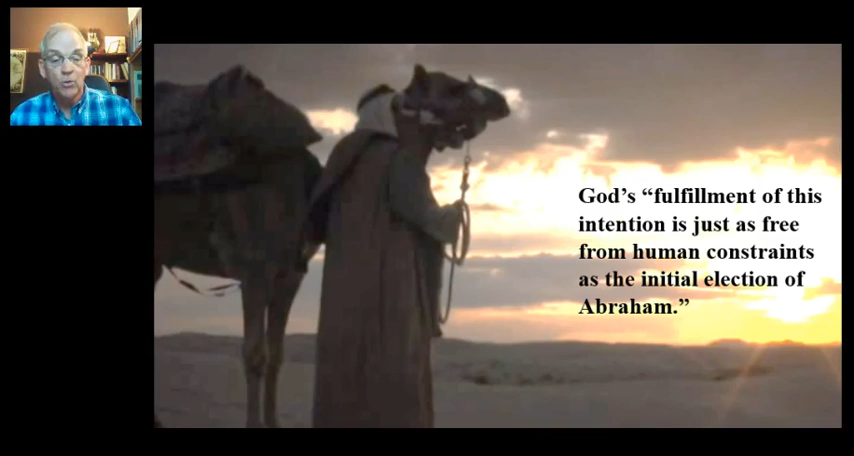 God's “fulfillment of this
intention is just as free
from human constraints
as the initial election of
Abraham.”